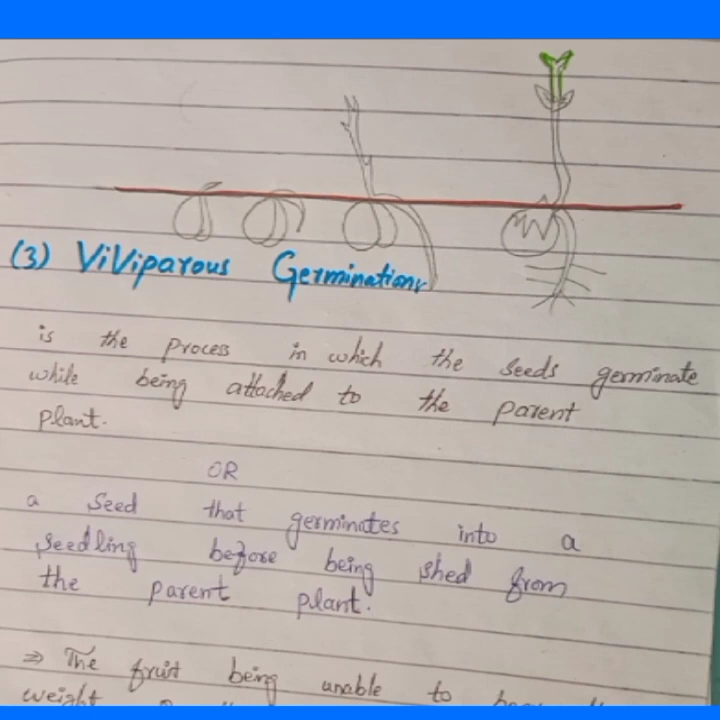 (3) ViViparous Germinations
is the process in which the seeds germinate
while being attached to the parent
plant.
OR
a seed that germinates into a
seedling before being shed from
the parent plant.
⇒ The fruit being unable to
weight